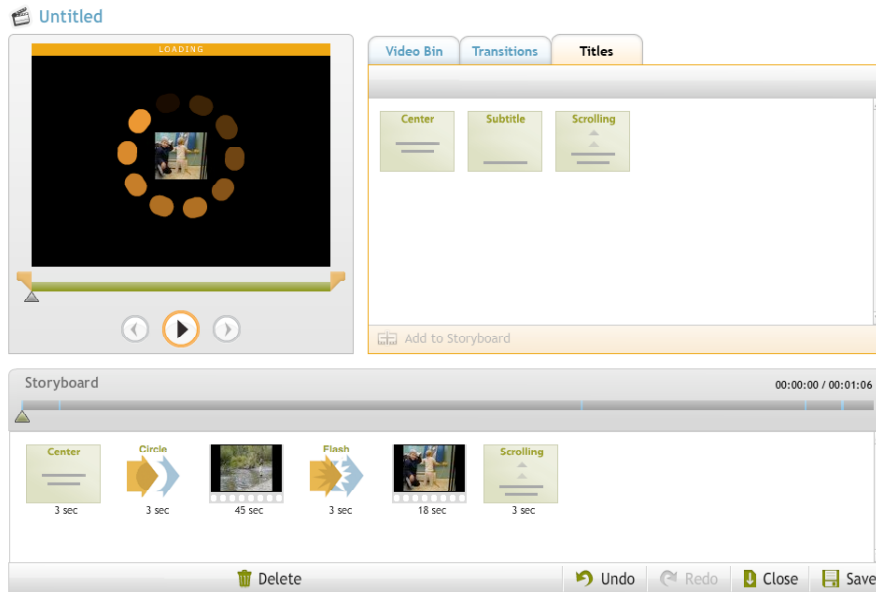 Untitled
LOADING
Video Bin
Transitions
Titles
Center
Subtitle
Scrolling
Add to Storyboard
Storyboard
00:00:00 / 00:01:06
Center
Circle
Flash
Scrolling
3 sec
3 sec
45 sec
3 sec
18 sec
3 sec
Delete
Undo
Redo
Close
Save